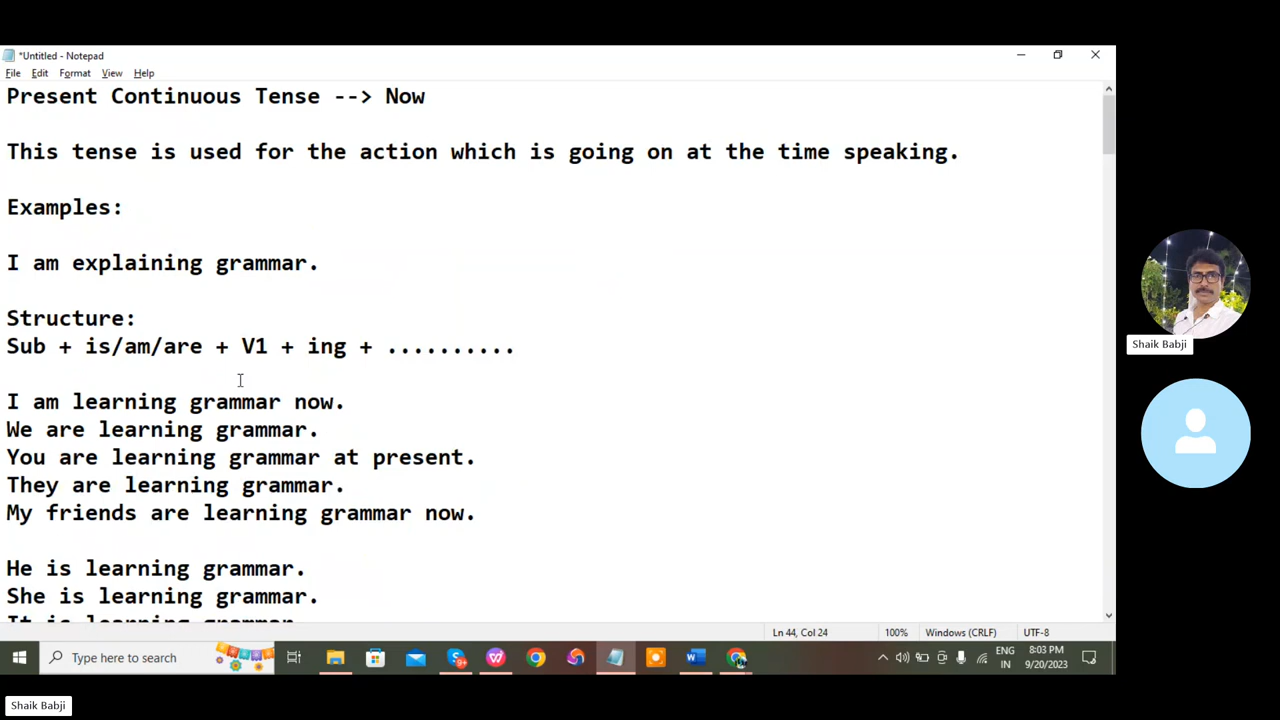 *Untitled - Notepad
File Edit Format View Help
Present Continuous Tense --> Now
This tense is used for the action which is going on at the time speaking.
Examples:
I am explaining grammar.
Structure:
Sub + is/am/are + V1 + ing + ..........
I am learning grammar now.
We are learning grammar.
You are learning grammar at present.
They are learning grammar.
My friends are learning grammar now.
He is learning grammar.
She is learning grammar.
It is learning grammar.
Ln 44, Col 24 100% Windows (CRLF) UTF-8
Type here to search
ENG
IN
8:03 PM
9/20/2023
Shaik Babji
Shaik Babji